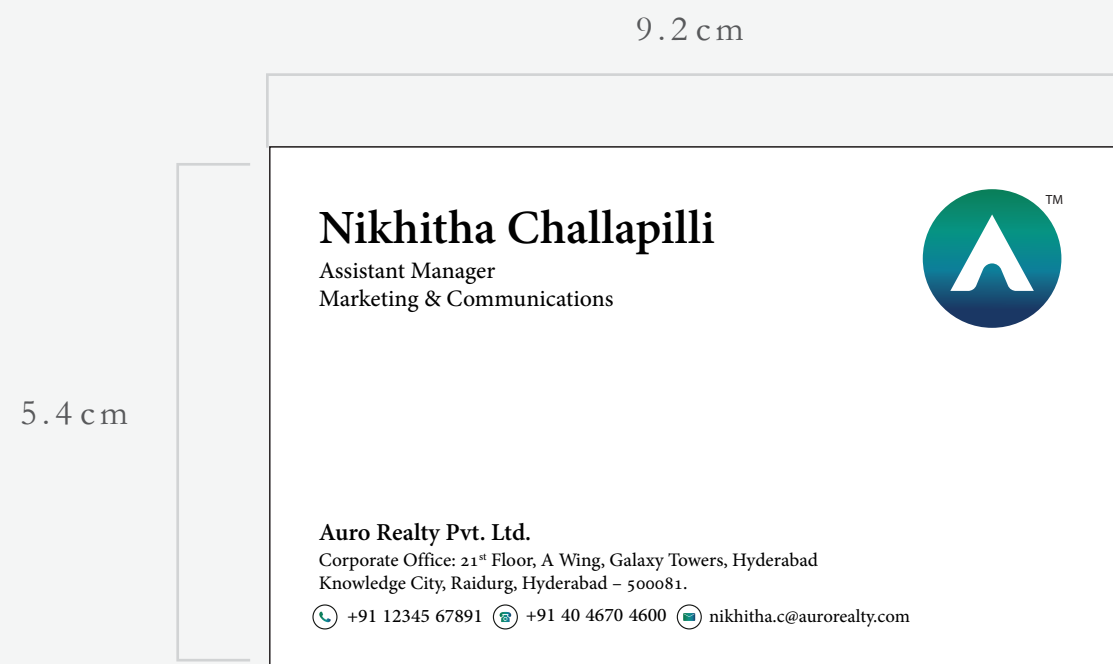 9.2 cm
Nikhitha Challapilli
TM
Assistant Manager
Marketing & Communications
5.4 cm
Auro Realty Pvt. Ltd.
Corporate Office: 21st Floor, A Wing, Galaxy Towers, Hyderabad
Knowledge City, Raidurg, Hyderabad – 500081.
+91 12345 67891 +91 40 4670 4600 nikhitha.c@aurorealty.com